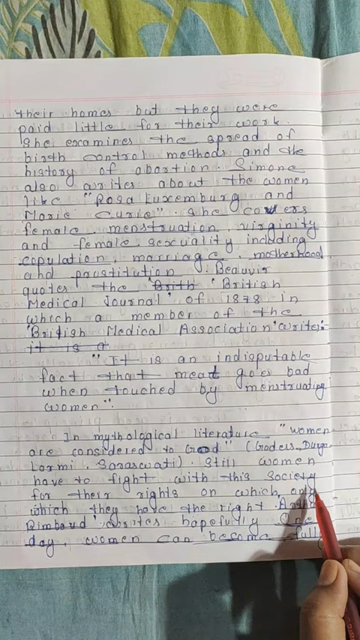 their homes but they were
paid little for their work.
She examines the spread of
birth control methods and the
history of abortion. Simone
also writes about the women
like "Rosa Luxemburg and
Marie Curie". She covers
female menstruation, virginity
and female sexuality including
copulation, marriage, motherhood
and prostitution. Beauvir
quotes the British
Medical Journal of 1878 in
which a member of the
British Medical Association writes:
it is a
"It is an indisputable
fact that meat goes bad
when touched by menstruating
women".
In mythological literature "women
are considered to God" (Goddess, Durga
Laxmi, Saraswati). Still women
have to fight with this society
for their rights on which only
which they have the right.
Rimbaud writes hopefully One
day, women can become fully